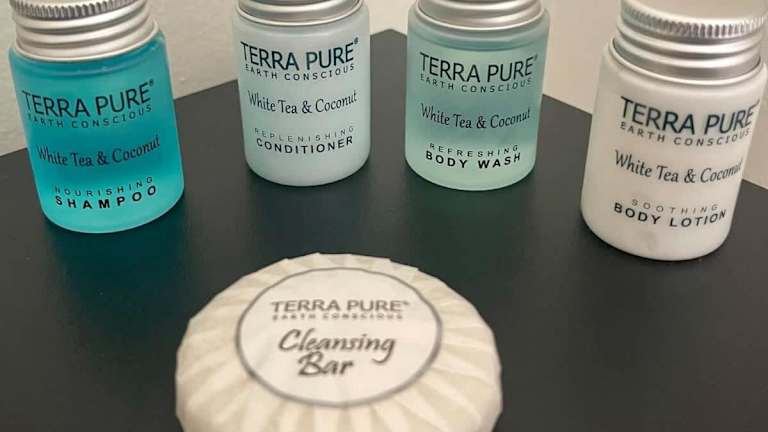 TERRA PURE®
EARTH CONSCIOUS
White Tea & Coconut
NOURISHING
SHAMPOO
TERRA PURE®
EARTH CONSCIOUS
White Tea & Coconut
REPLENISHING
CONDITIONER
TERRA PURE®
EARTH CONSCIOUS
White Tea & Coconut
REFRESHING
BODY WASH
TERRA PURE®
EARTH CONSCIOUS
White Tea & Coconut
SOOTHING
BODY LOTION
TERRA PURE®
EARTH CONSCIOUS
Cleansing
Bar